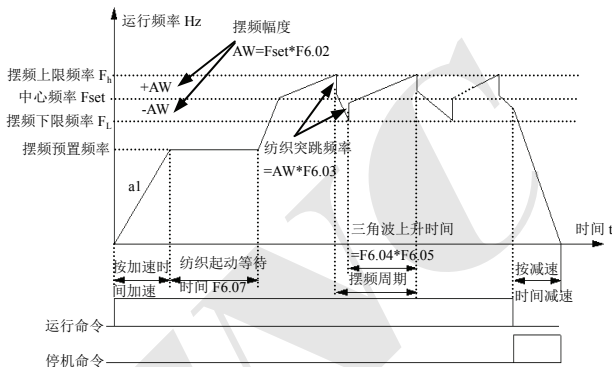 运行频率 Hz
摆频幅度
AW=Fset*F6.02
摆频上限频率 Fh
+AW
中心频率 Fset
-AW
摆频下限频率 FL
纺织突跳频率
=AW*F6.03
摆频预置频率
a1
三角波上升时间
=F6.04*F6.05
时间 t
按加速时
间加速
纺织起动等待
时间 F6.07
摆频周期
按减速
时间减速
运行命令
停机命令